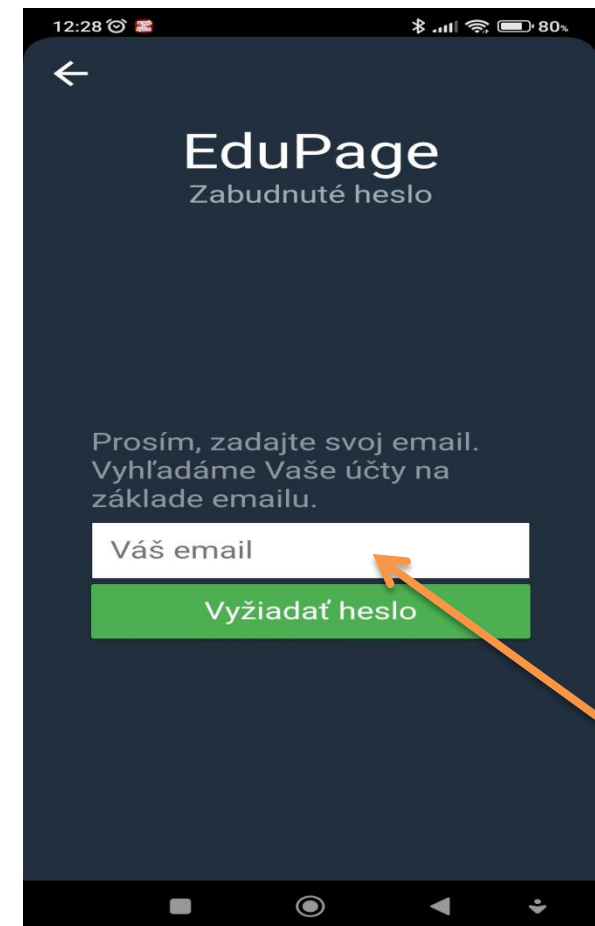 12:28
80%
EduPage
Zabudnuté heslo
Prosím, zadajte svoj email.
Vyhľadáme Vaše účty na
základe emailu.
Váš email
Vyžiadať heslo